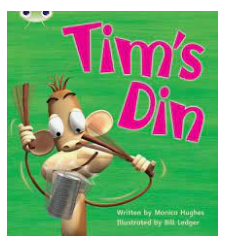 Tim's
Din
Written by Monica Hughes
Illustrated by Bill Ledger